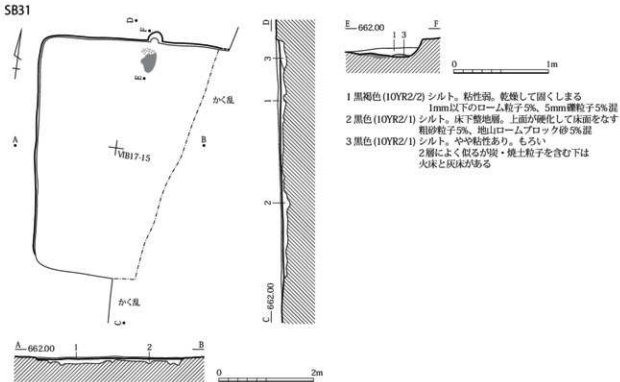 SB31
D
F
E
かく乱
A
B
ⅥB17-15
かく乱
C
D
3
1
2
C
662.00
A
662.00
1
2
B
0
2m
E
662.00
1 3
F
0
1m
1 黒褐色(10YR2/2) シルト。粘性弱。乾燥して固くしまる
1mm以下のローム粒子5%、5mm礫粒子5%混
2 黒色(10YR2/1) シルト。床下整地層。上面が硬化して床面をなす
粗砂粒子5%、地山ロームブロック砂5%混
3 黒色(10YR2/1) シルト。やや粘性あり。もろい
2層によく似るが炭・焼土粒子を含む下は
火床と灰床がある